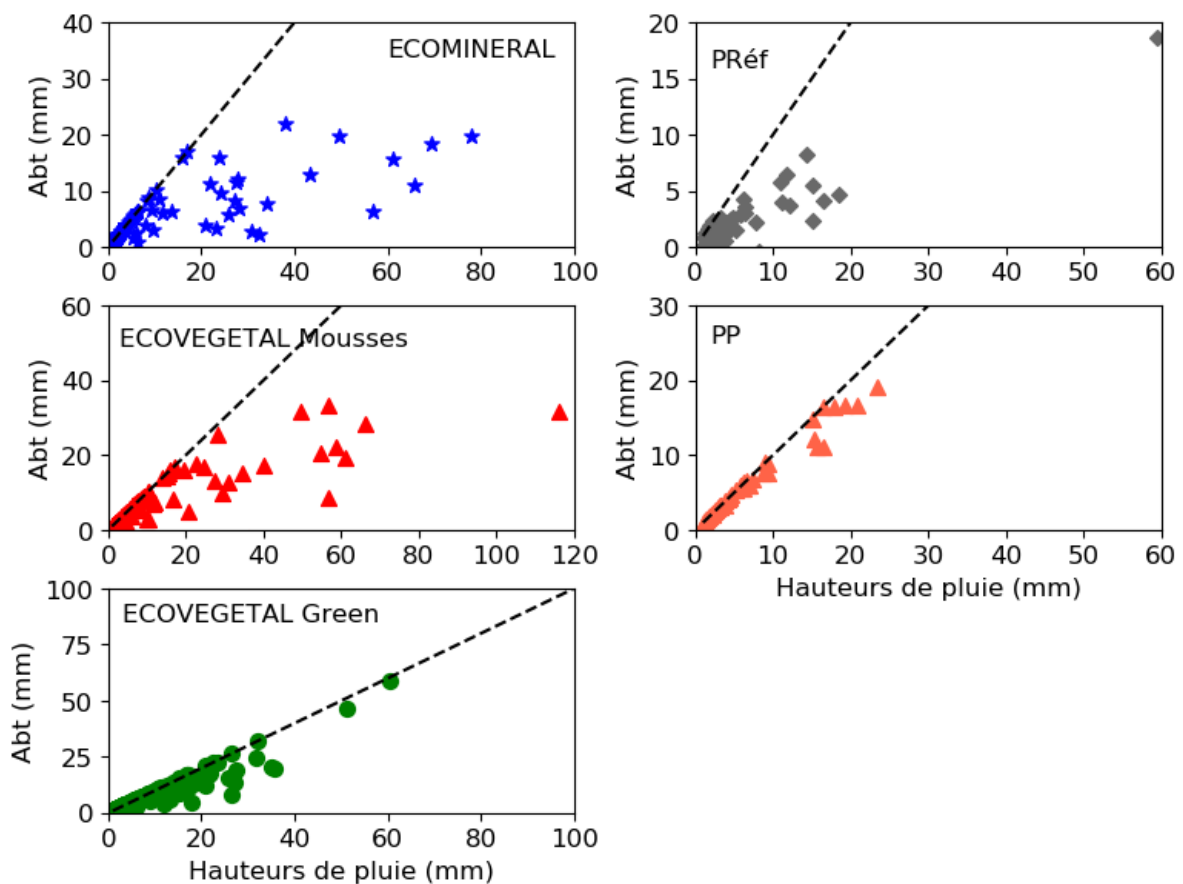 40
30
20
10
0
Abt (mm)
ECOMINERAL
0 20 40 60 80 100
20
15
10
5
0
Abt (mm)
PRéf
0 10 20 30 40 50 60
60
40
20
0
Abt (mm)
ECOVEGETAL Mousses
0 20 40 60 80 100 120
30
20
10
0
Abt (mm)
PP
0 10 20 30 40 50 60
Hauteurs de pluie (mm)
100
75
50
25
0
Abt (mm)
ECOVEGETAL Green
0 20 40 60 80 100
Hauteurs de pluie (mm)